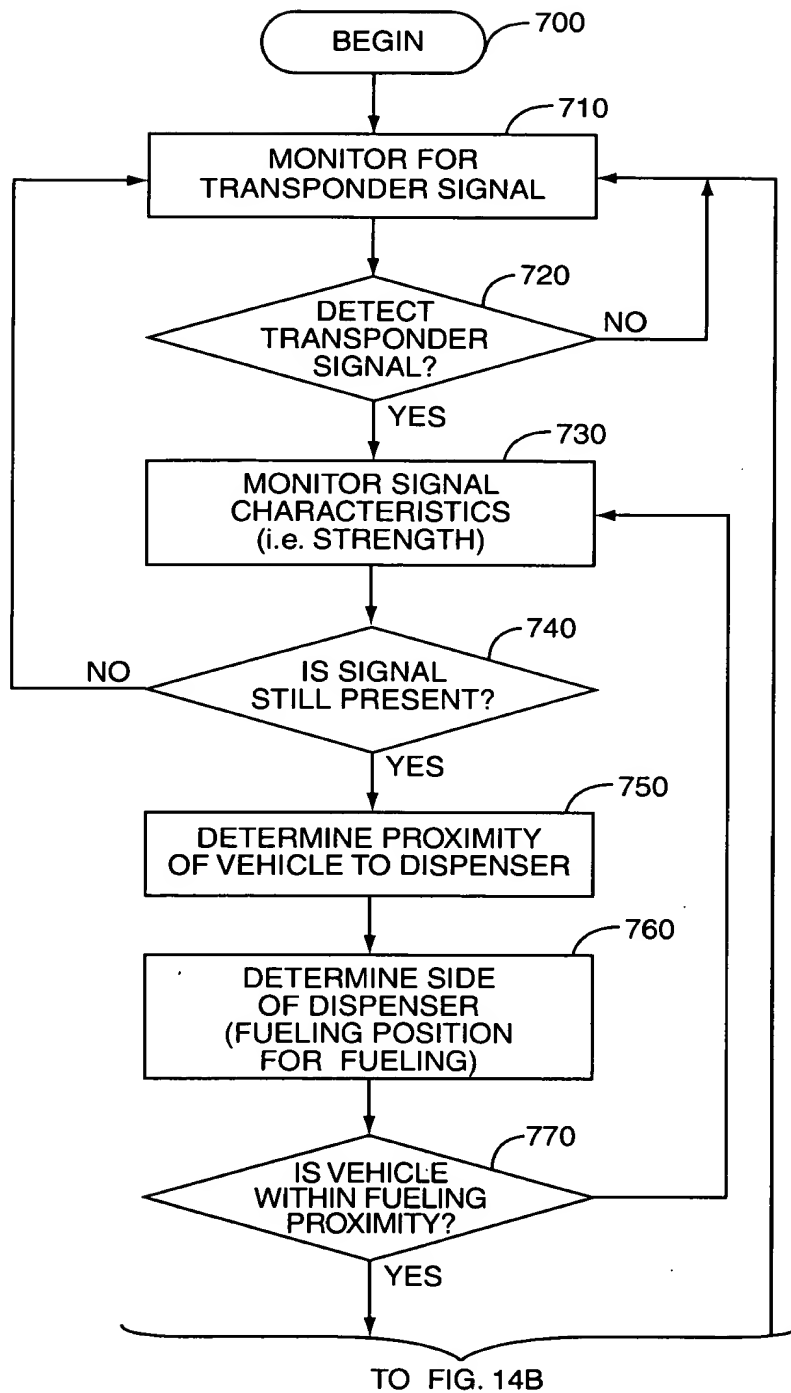 BEGIN
700
710
MONITOR FOR
TRANSPONDER SIGNAL
720
DETECT
TRANSPONDER
SIGNAL?
NO
YES
730
MONITOR SIGNAL
CHARACTERISTICS
(i.e. STRENGTH)
740
NO
IS SIGNAL
STILL PRESENT?
YES
750
DETERMINE PROXIMITY
OF VEHICLE TO DISPENSER
760
DETERMINE SIDE
OF DISPENSER
(FUELING POSITION
FOR FUELING)
770
IS VEHICLE
WITHIN FUELING
PROXIMITY?
YES
TO FIG. 14B